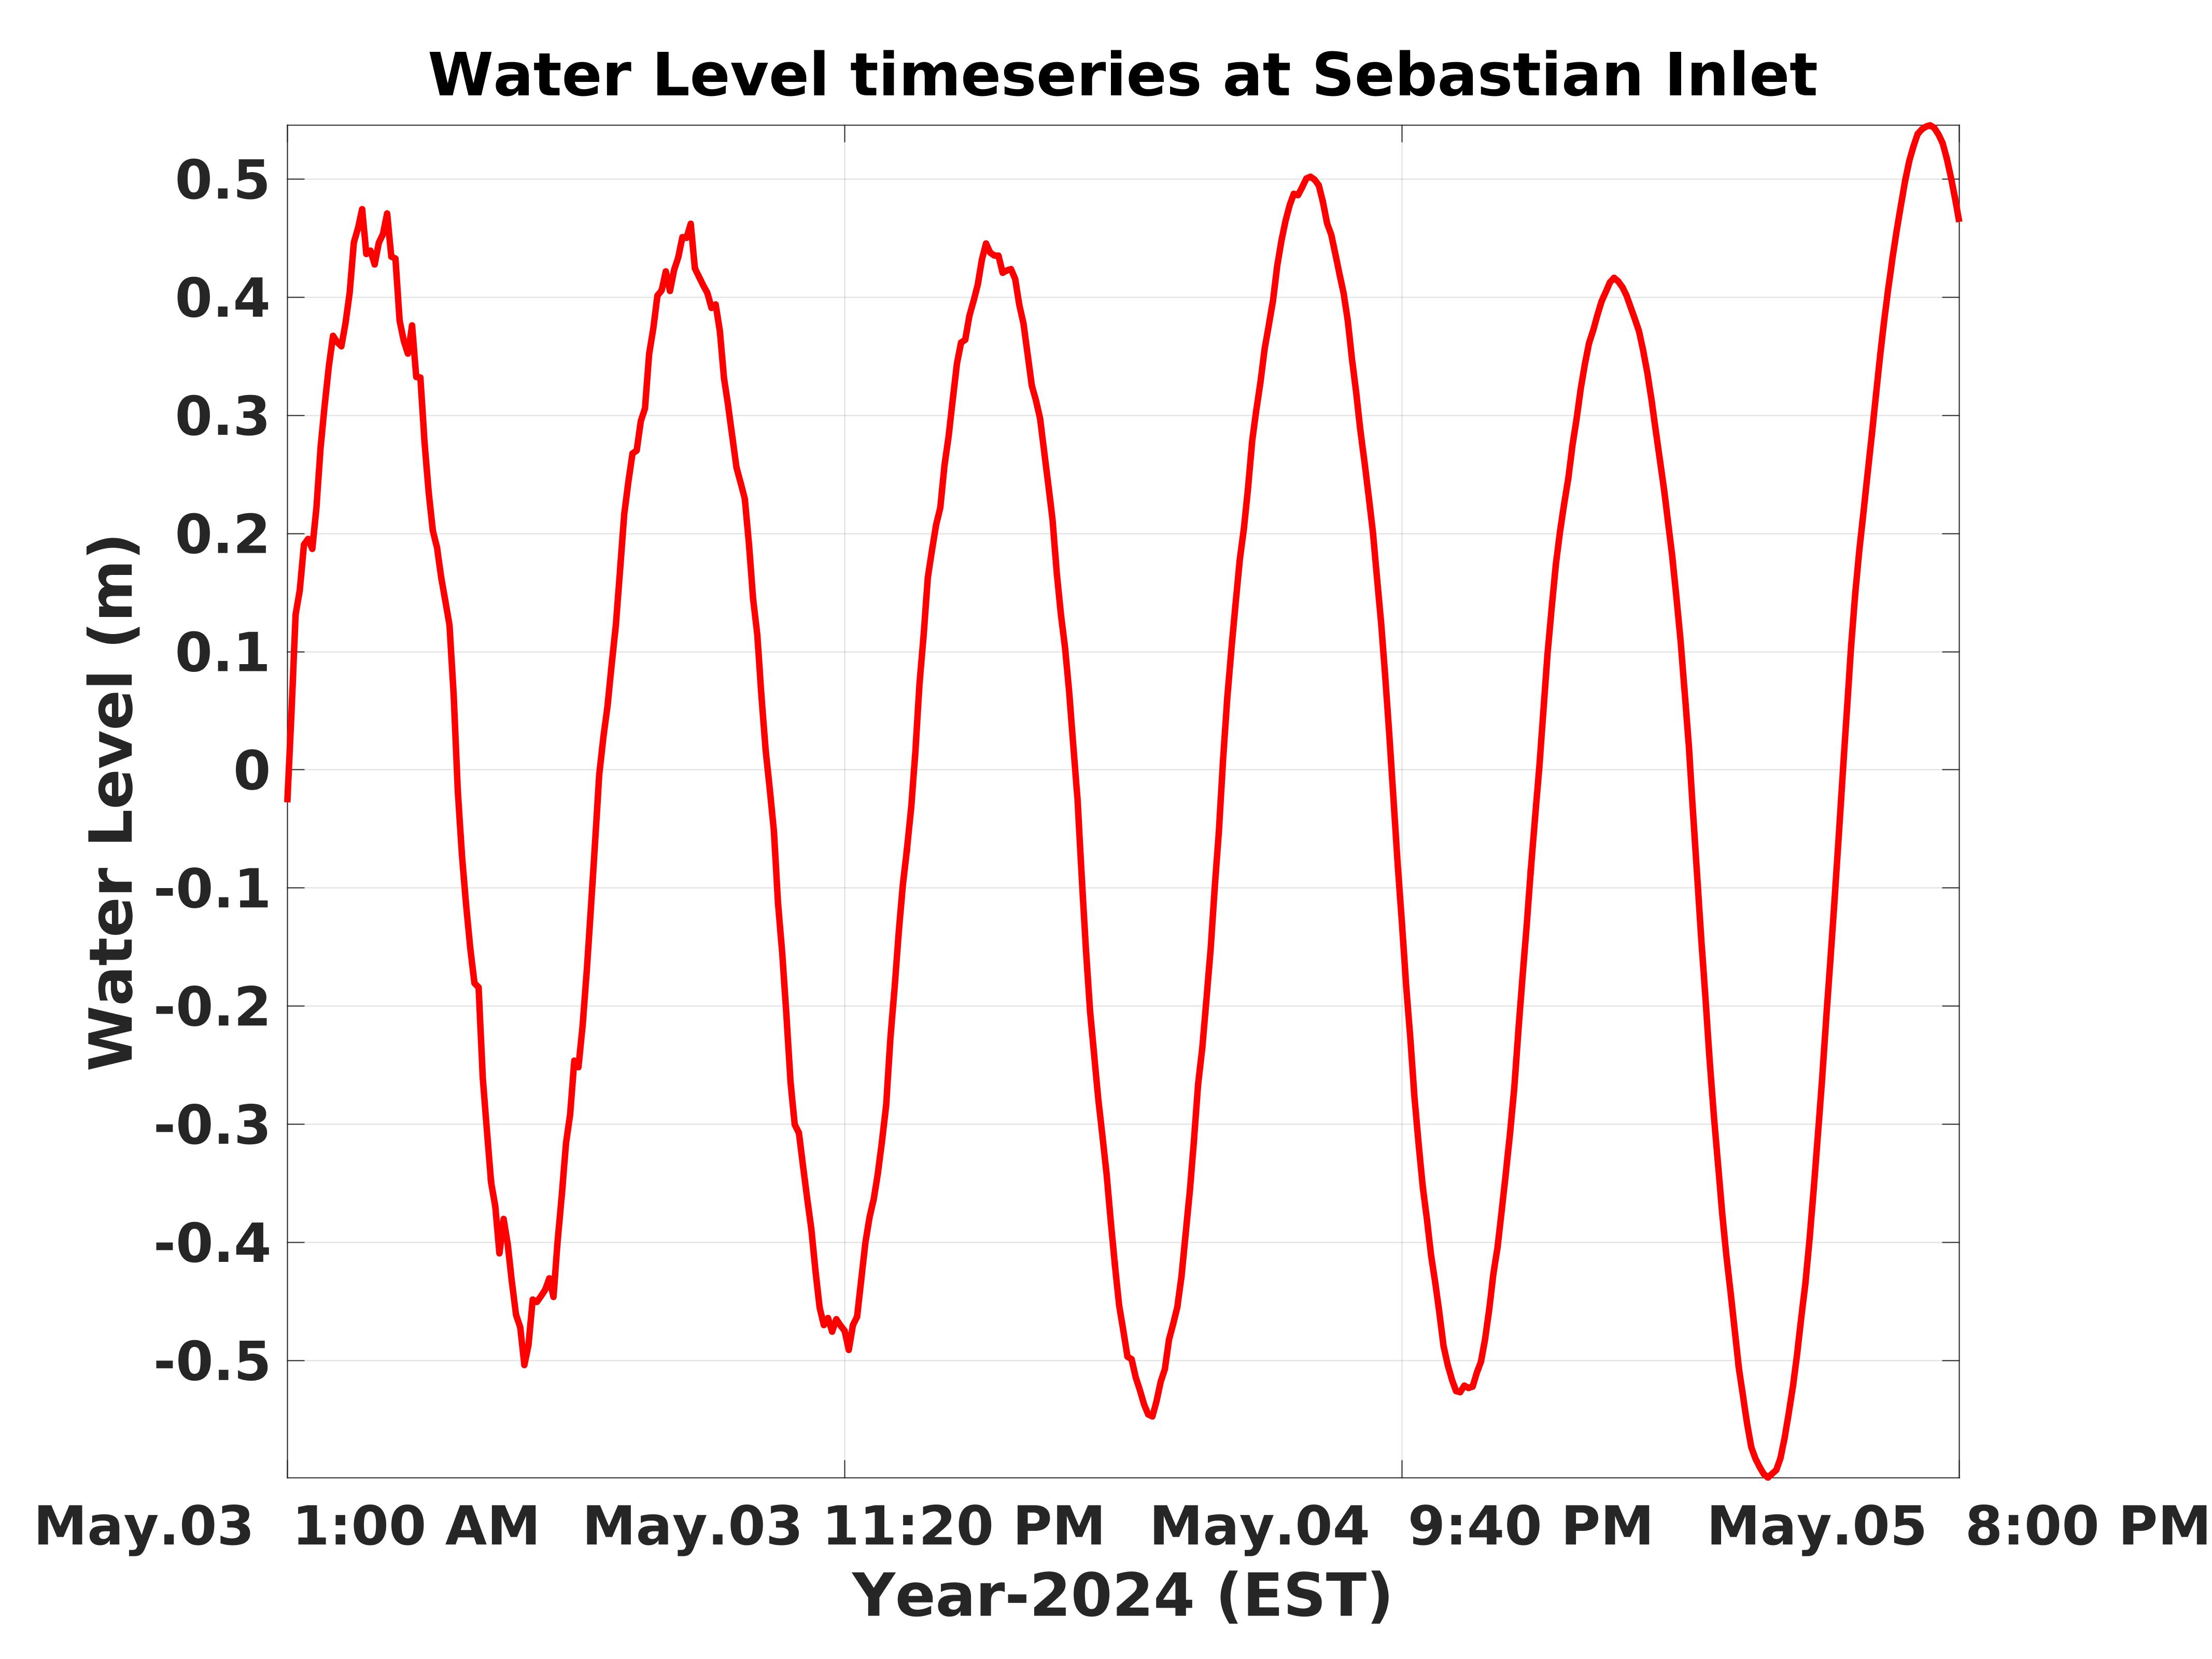 Water Level timeseries at Sebastian Inlet
Water Level (m)
0.5
0.4
0.3
0.2
0.1
0
-0.1
-0.2
-0.3
-0.4
-0.5
May.03 1:00 AM May.03 11:20 PM May.04 9:40 PM May.05 8:00 PM
Year-2024 (EST)